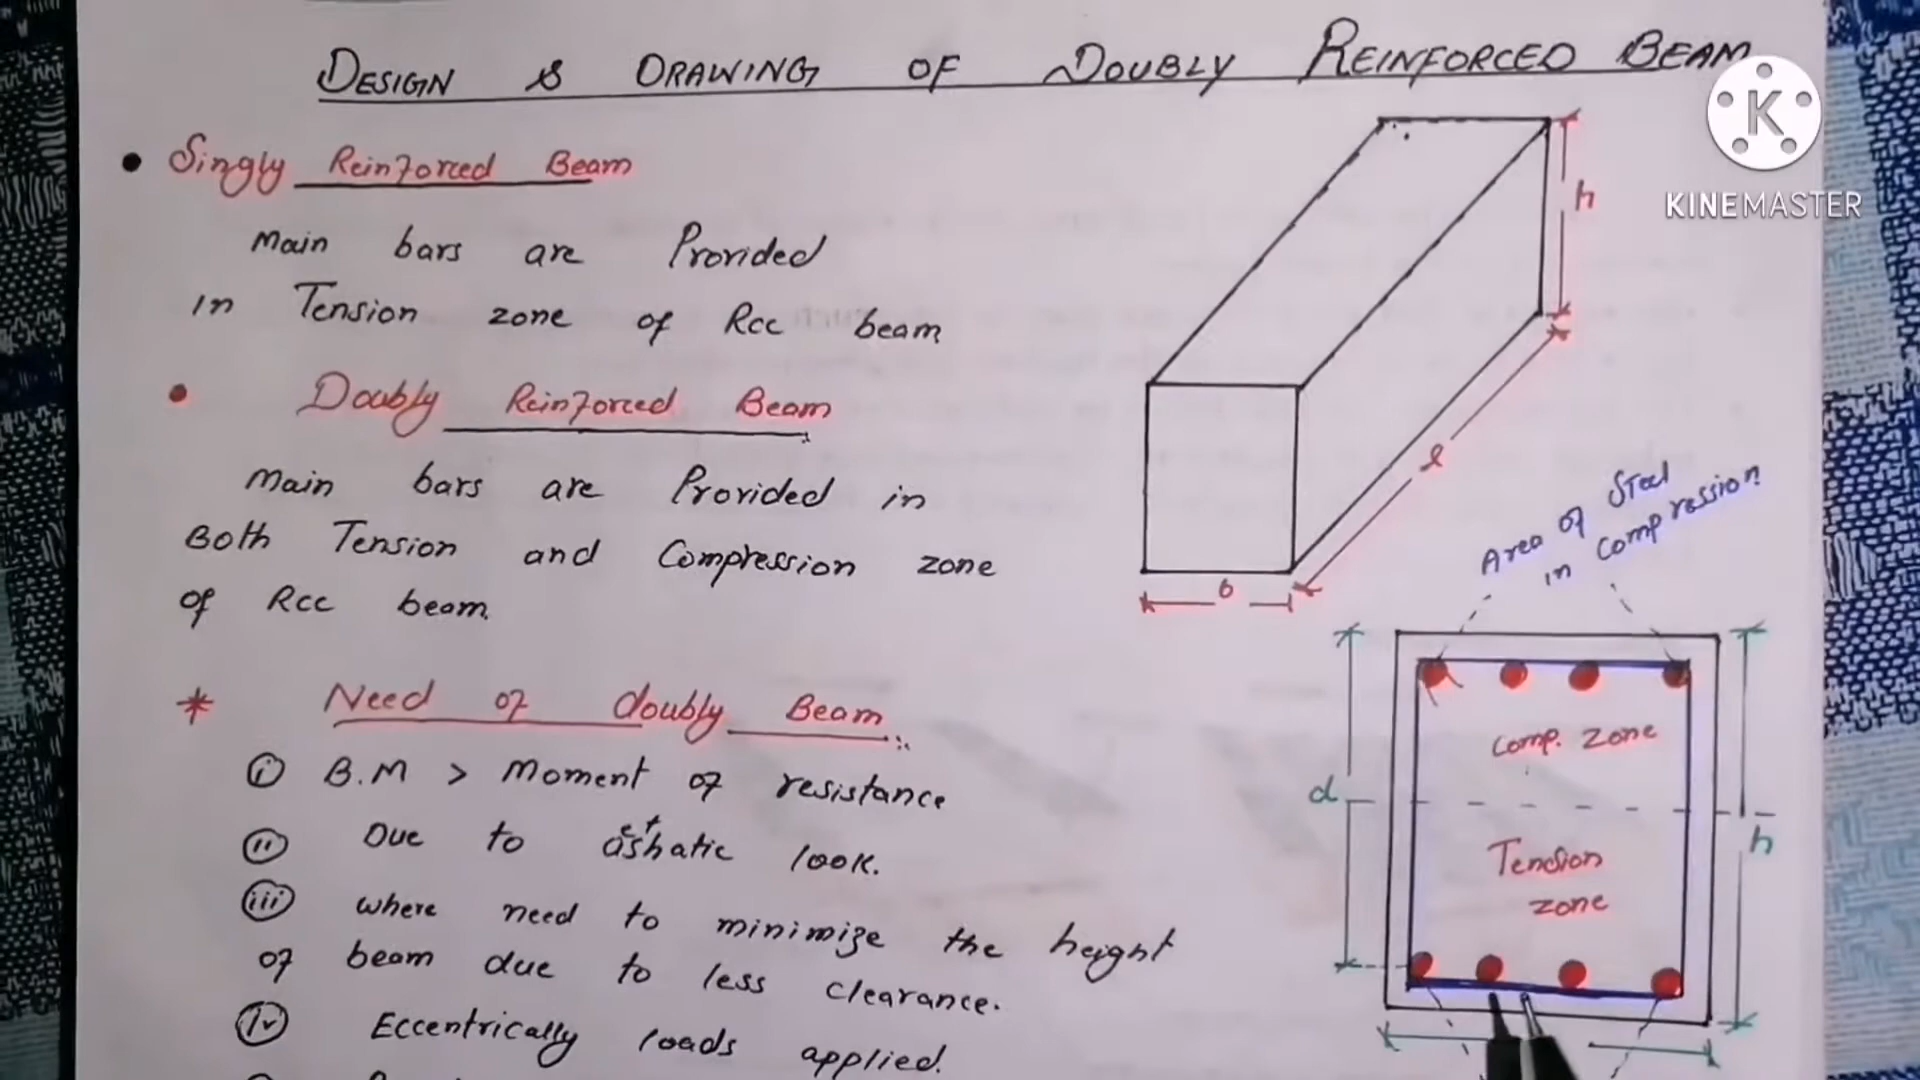 DESIGN & DRAWING OF DOUBLY REINFORCED BEAM
K
KINEMASTER
• Singly Reinforced Beam
Main bars are Provided
in Tension zone of Rcc beam
• Doubly Reinforced Beam
Main bars are Provided in
Both Tension and Compression zone
of Rcc beam.
* Need of doubly Beam
(i) B.M > Moment of resistance
(ii) Due to asthatic look.
(iii) where need to minimize the height
of beam due to less clearance.
(iv) Eccentrically loads applied.
h
l
b
Area of Steel
in Compression
Comp. Zone
d
h
Tension
zone